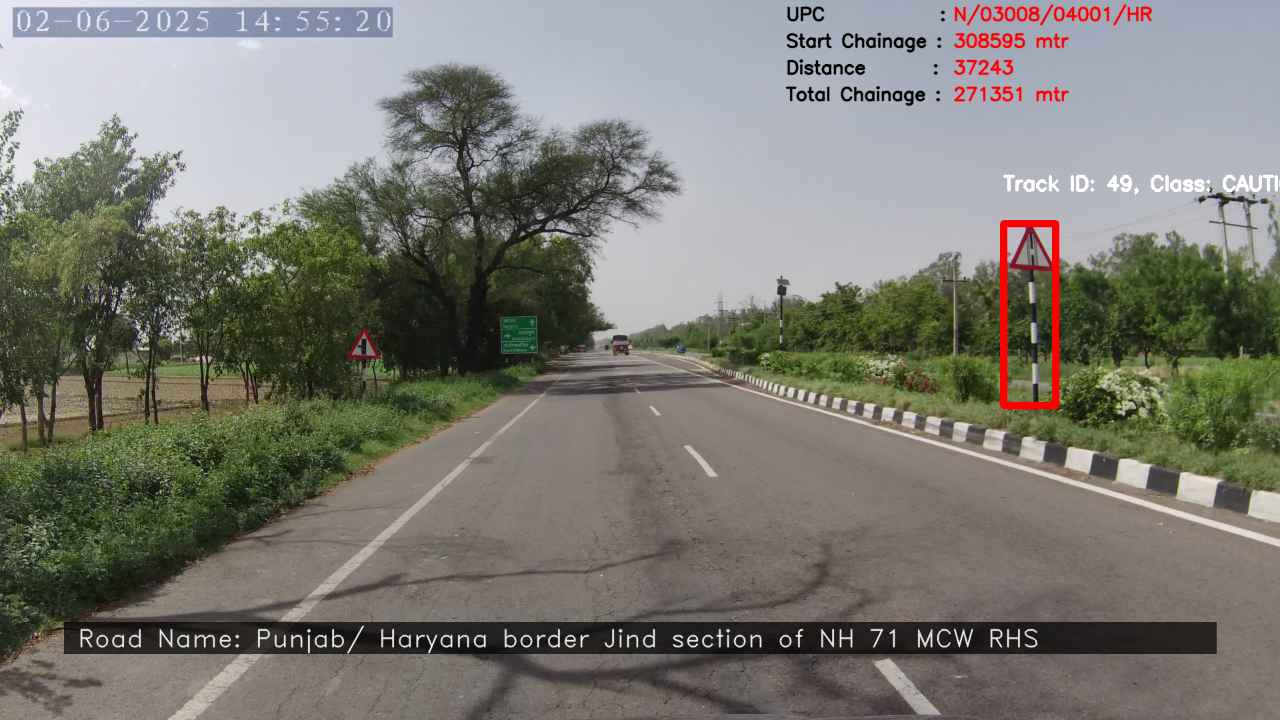 02-06-2025 14:55:20
UPC : N/03008/04001/HR
Start Chainage : 308595 mtr
Distance : 37243
Total Chainage : 271351 mtr
Track ID: 49, Class: CAUTI
Road Name: Punjab/ Haryana border Jind section of NH 71 MCW RHS